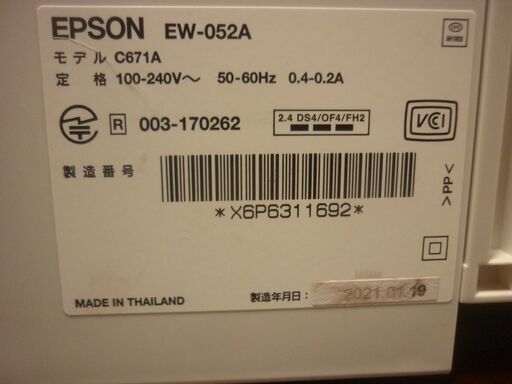 EPSON EW-052A
モデル C671A
定 格 100-240V～ 50-60Hz 0.4-0.2A
R 003-170262
2.4 DS4/OF4/FH2
VCI
製造番号
*X6P6311692*
>PP<
製造年月日: 2021.01.19
MADE IN THAILAND